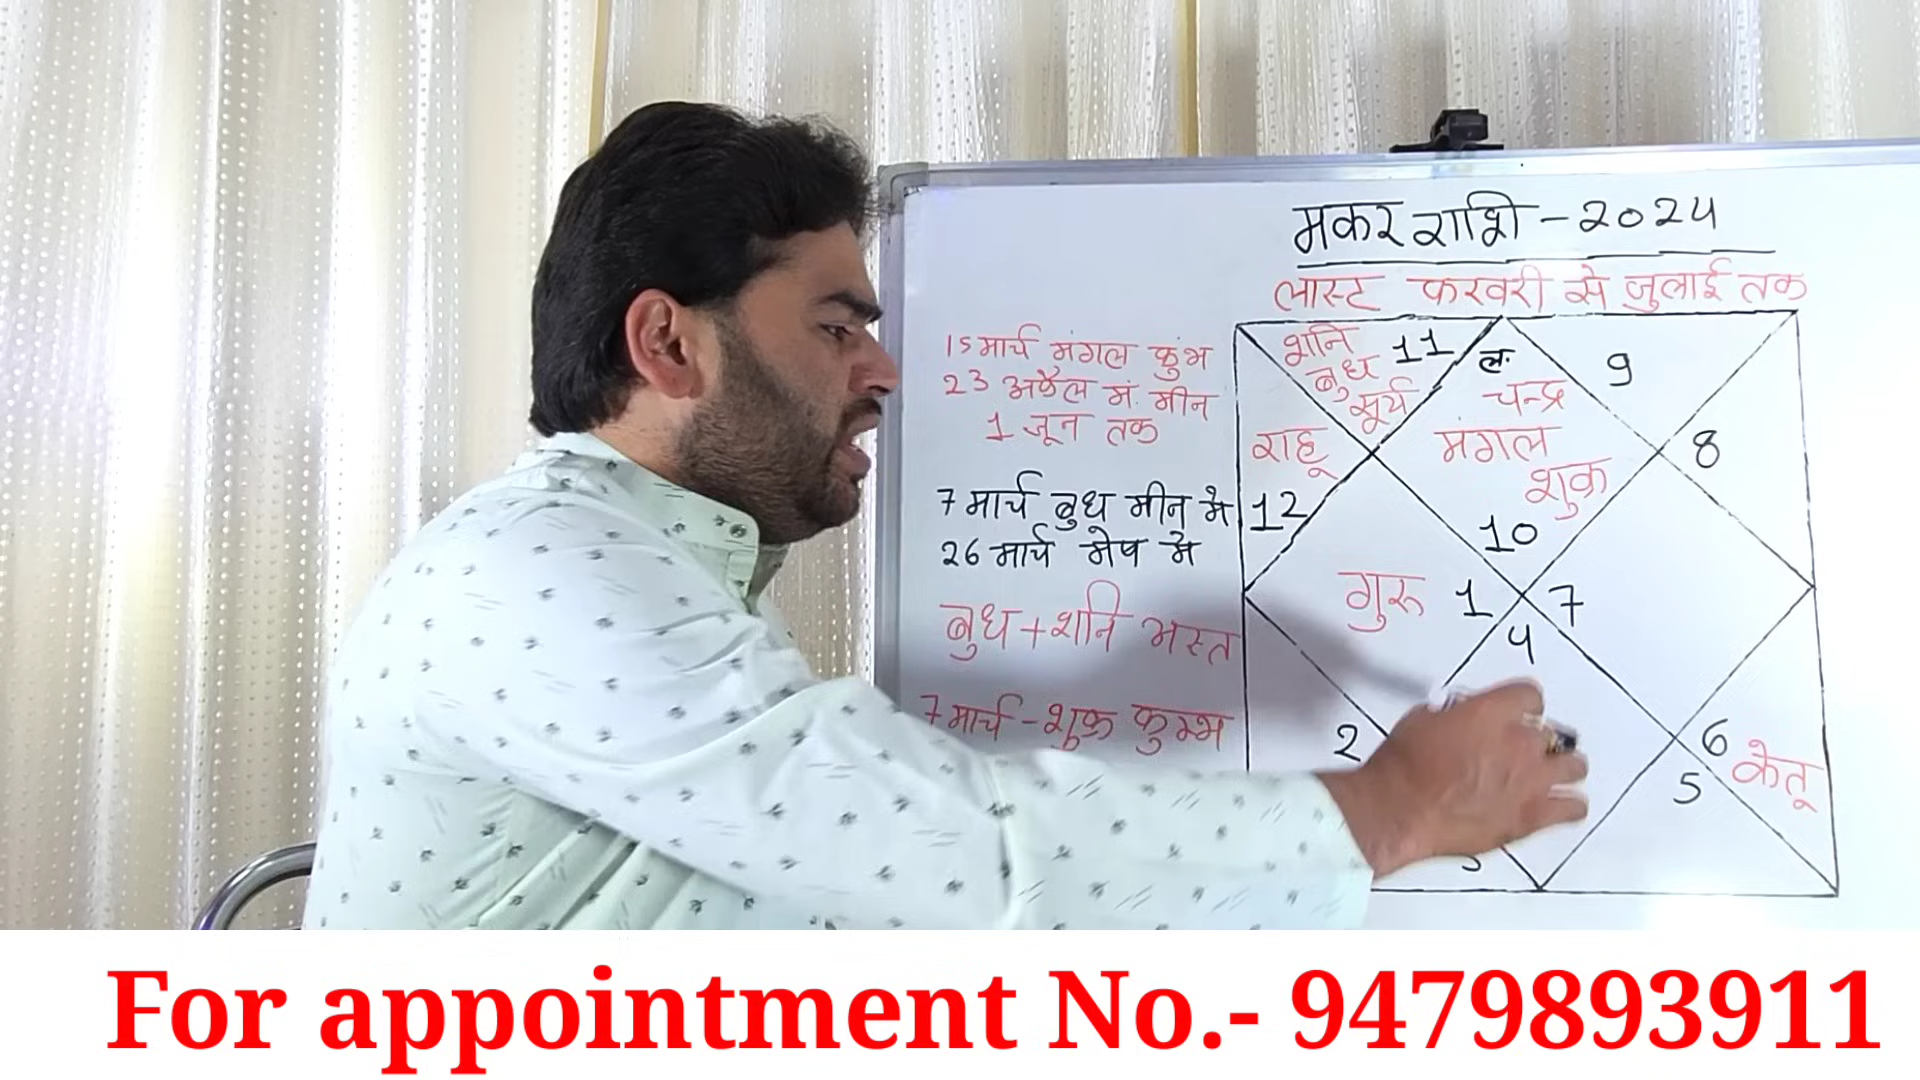 मकर राशि - 2024
लास्ट फरवरी से जुलाई तक
15 मार्च मंगल कुंभ
23 अप्रैल मं. मीन
1 जून तक
7 मार्च बुध मीन मे
26 मार्च मेष मे
बुध + शनि अस्त
7 मार्च - शुक्र कुम्भ
शनि 11
बुध
सूर्य
ल.
चन्द्र
मंगल
शुक्र
10
9
8
राहू
12
गुरू 1
7
4
2
6
केतू
5
For appointment No.- 9479893911